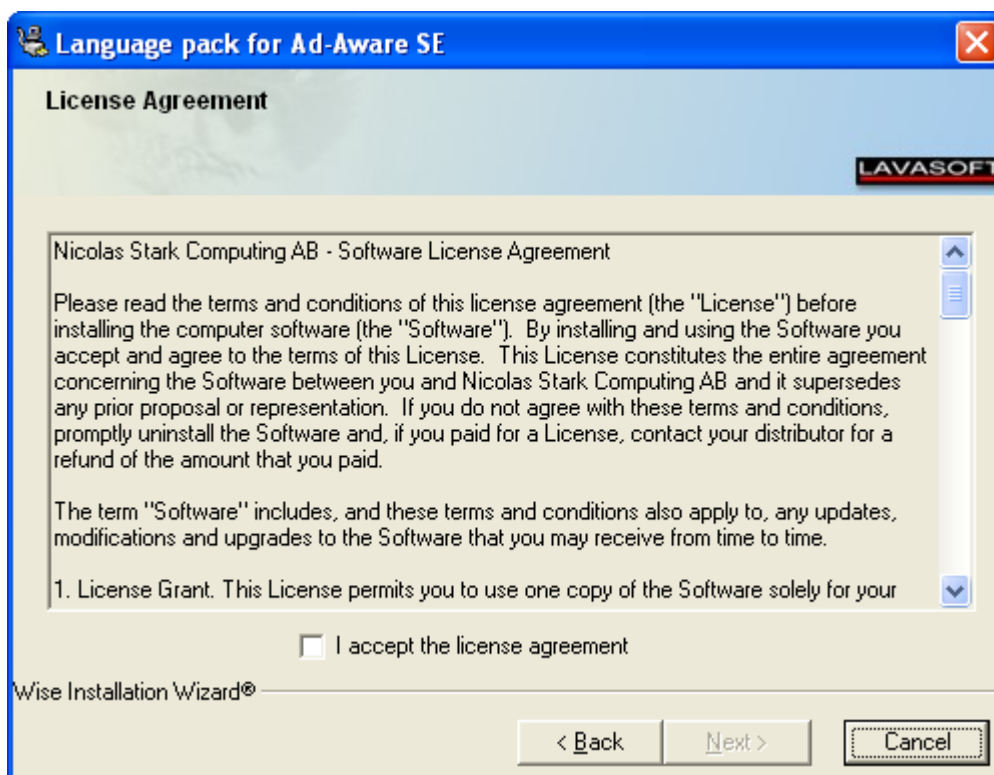 Language pack for Ad-Aware SE
License Agreement
LAVASOFT
Nicolas Stark Computing AB - Software License Agreement
Please read the terms and conditions of this license agreement (the "License") before
installing the computer software (the "Software").  By installing and using the Software you
accept and agree to the terms of this License.  This License constitutes the entire agreement
concerning the Software between you and Nicolas Stark Computing AB and it supersedes
any prior proposal or representation.  If you do not agree with these terms and conditions,
promptly uninstall the Software and, if you paid for a License, contact your distributor for a
refund of the amount that you paid.
The term "Software" includes, and these terms and conditions also apply to, any updates,
modifications and upgrades to the Software that you may receive from time to time.
1. License Grant. This License permits you to use one copy of the Software solely for your
I accept the license agreement
Wise Installation Wizard®
< Back
Next >
Cancel